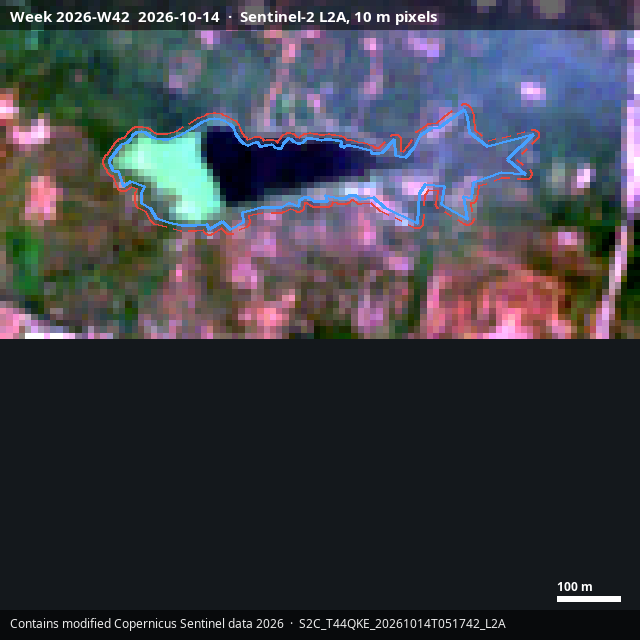 Week 2026-W42  2026-10-14  ·  Sentinel-2 L2A, 10 m pixels
100 m
Contains modified Copernicus Sentinel data 2026  ·  S2C_T44QKE_20261014T051742_L2A